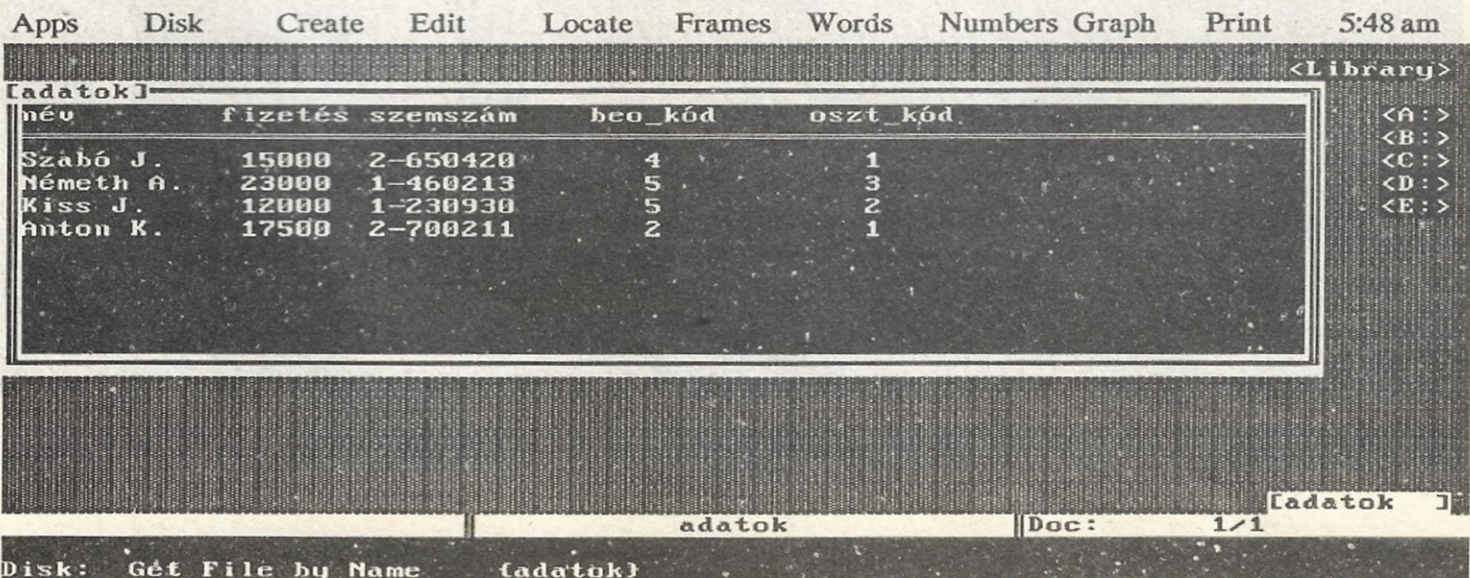 Apps Disk Create Edit Locate Frames Words Numbers Graph Print 5:48 am
<Library>
[adatok]
név fizetés szemszám beo_kód oszt_kód
<A:>
<B:>
Szabó J. 15000 2-650420 4 1
<C:>
Németh A. 23000 1-460213 5 3
<D:>
Kiss J. 12000 1-230930 5 2
<E:>
Anton K. 17500 2-700211 2 1
[adatok ]
adatok Doc: 1/1
Disk: Get File by Name {adatok}